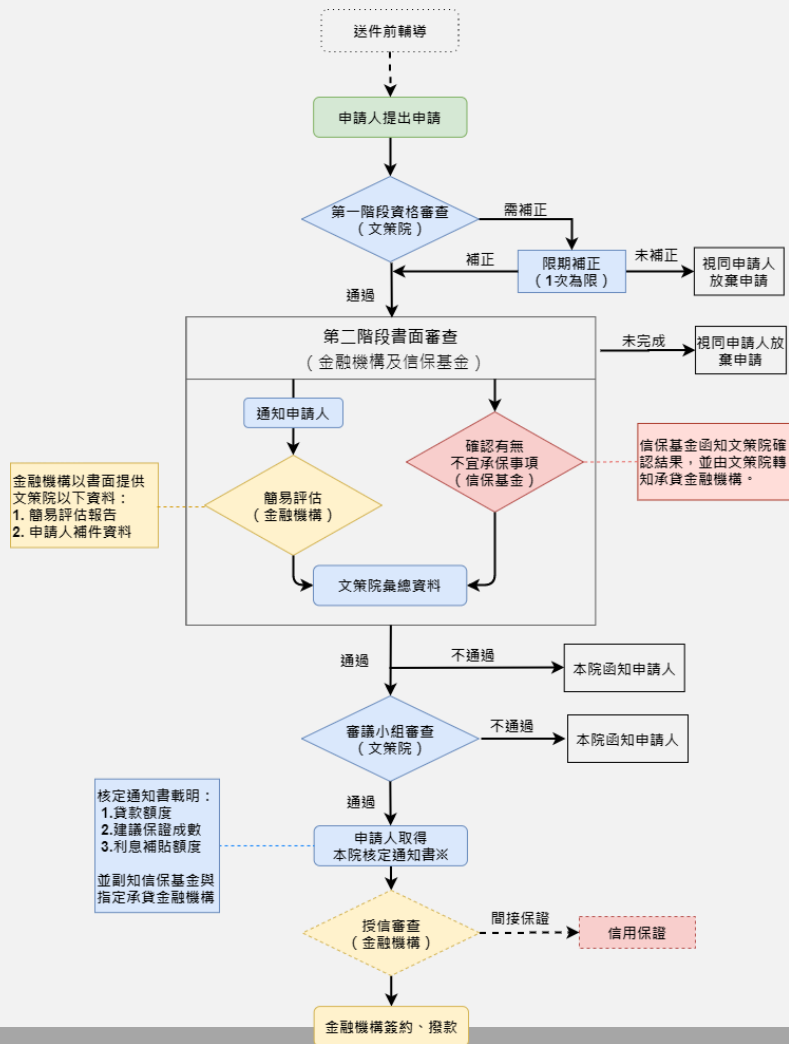 送件前輔導
申請人提出申請
第一階段資格審查
(文策院)
需補正
限期補正
(1次為限)
補正
未補正
視同申請人
放棄申請
通過
第二階段書面審查
(金融機構及信保基金)
未完成
視同申請人放
棄申請
通知申請人
確認有無
不宜承保事項
(信保基金)
信保基金函知文策院確
認結果,並由文策院轉
知承貸金融機構。
金融機構以書面提供
文策院以下資料:
1. 簡易評估報告
2. 申請人補件資料
簡易評估
(金融機構)
文策院彙總資料
通過
不通過
本院函知申請人
審議小組審查
(文策院)
不通過
本院函知申請人
通過
核定通知書載明:
1.貸款額度
2.建議保證成數
3.利息補貼額度
並副知信保基金與
指定承貸金融機構
申請人取得
本院核定通知書※
授信審查
(金融機構)
間接保證
信用保證
金融機構簽約、撥款